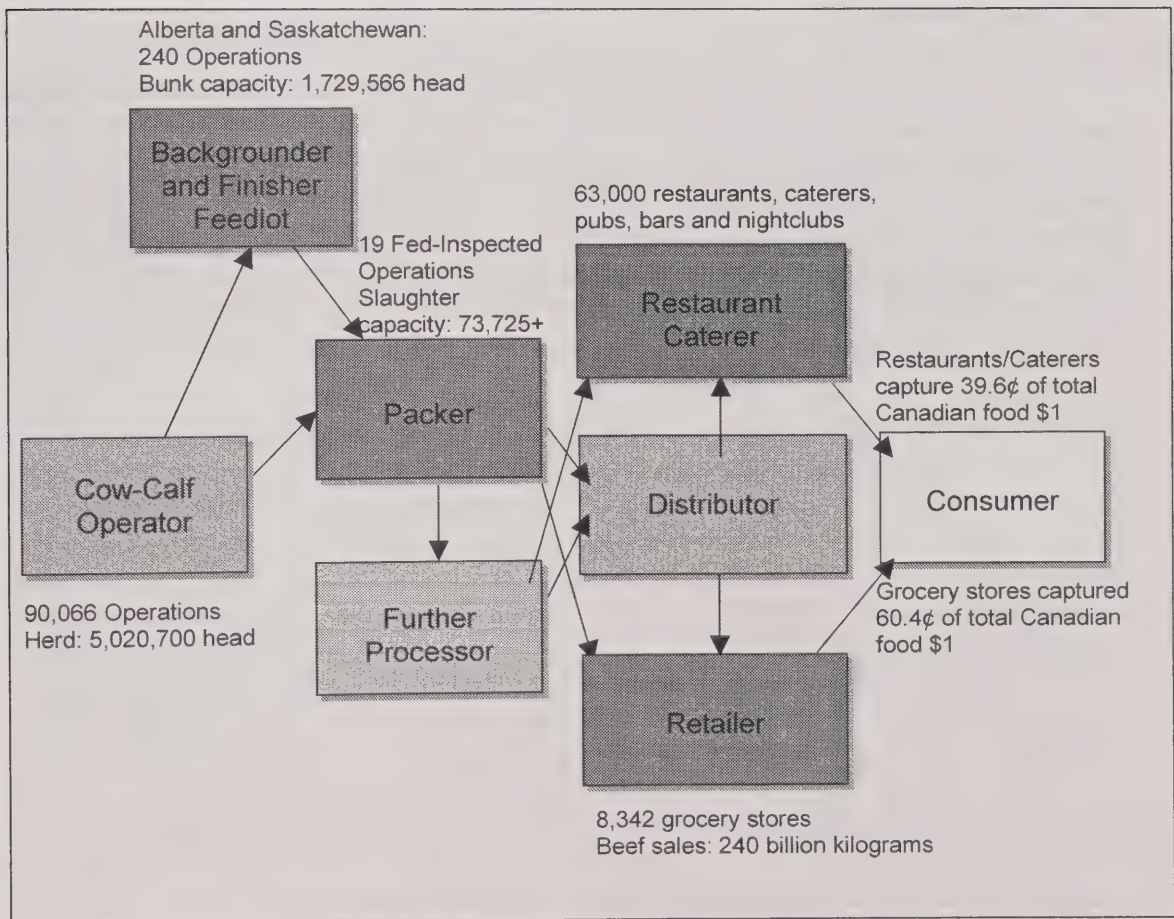 Alberta and Saskatchewan:
240 Operations
Bunk capacity: 1,729,566 head
Backgrounder
and Finisher
Feedlot
19 Fed-Inspected
Operations
Slaughter
capacity: 73,725+
Packer
Cow-Calf
Operator
90,066 Operations
Herd: 5,020,700 head
Further
Processor
63,000 restaurants, caterers,
pubs, bars and nightclubs
Restaurant
Caterer
Distributor
Retailer
8,342 grocery stores
Beef sales: 240 billion kilograms
Restaurants/Caterers
capture 39.6¢ of total
Canadian food $1
Consumer
Grocery stores captured
60.4¢ of total Canadian
food $1